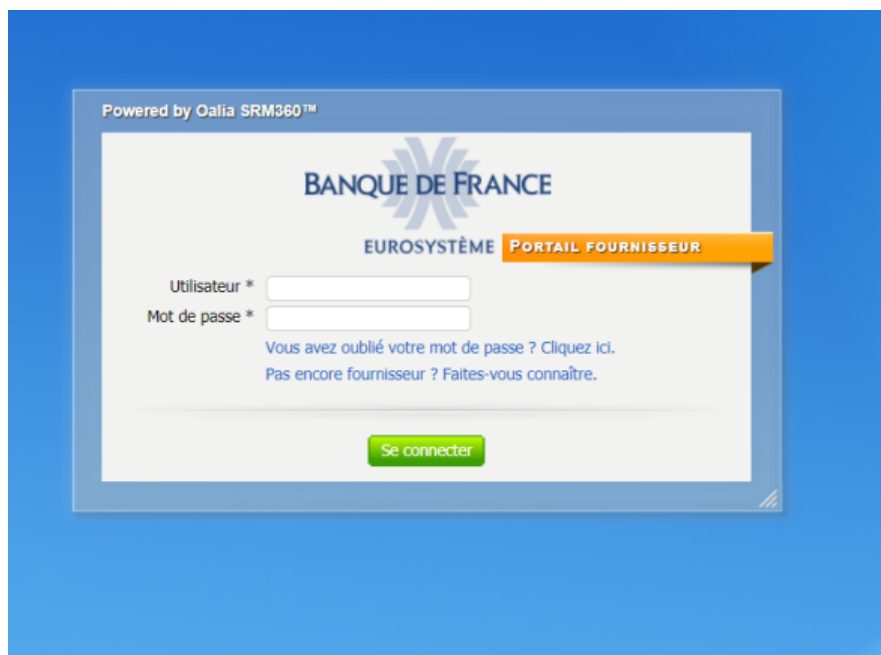 Powered by Oalia SRM360™
BANQUE DE FRANCE
EUROSYSTÈME PORTAIL FOURNISSEUR
Utilisateur *
Mot de passe *
Vous avez oublié votre mot de passe ? Cliquez ici.
Pas encore fournisseur ? Faites-vous connaître.
Se connecter